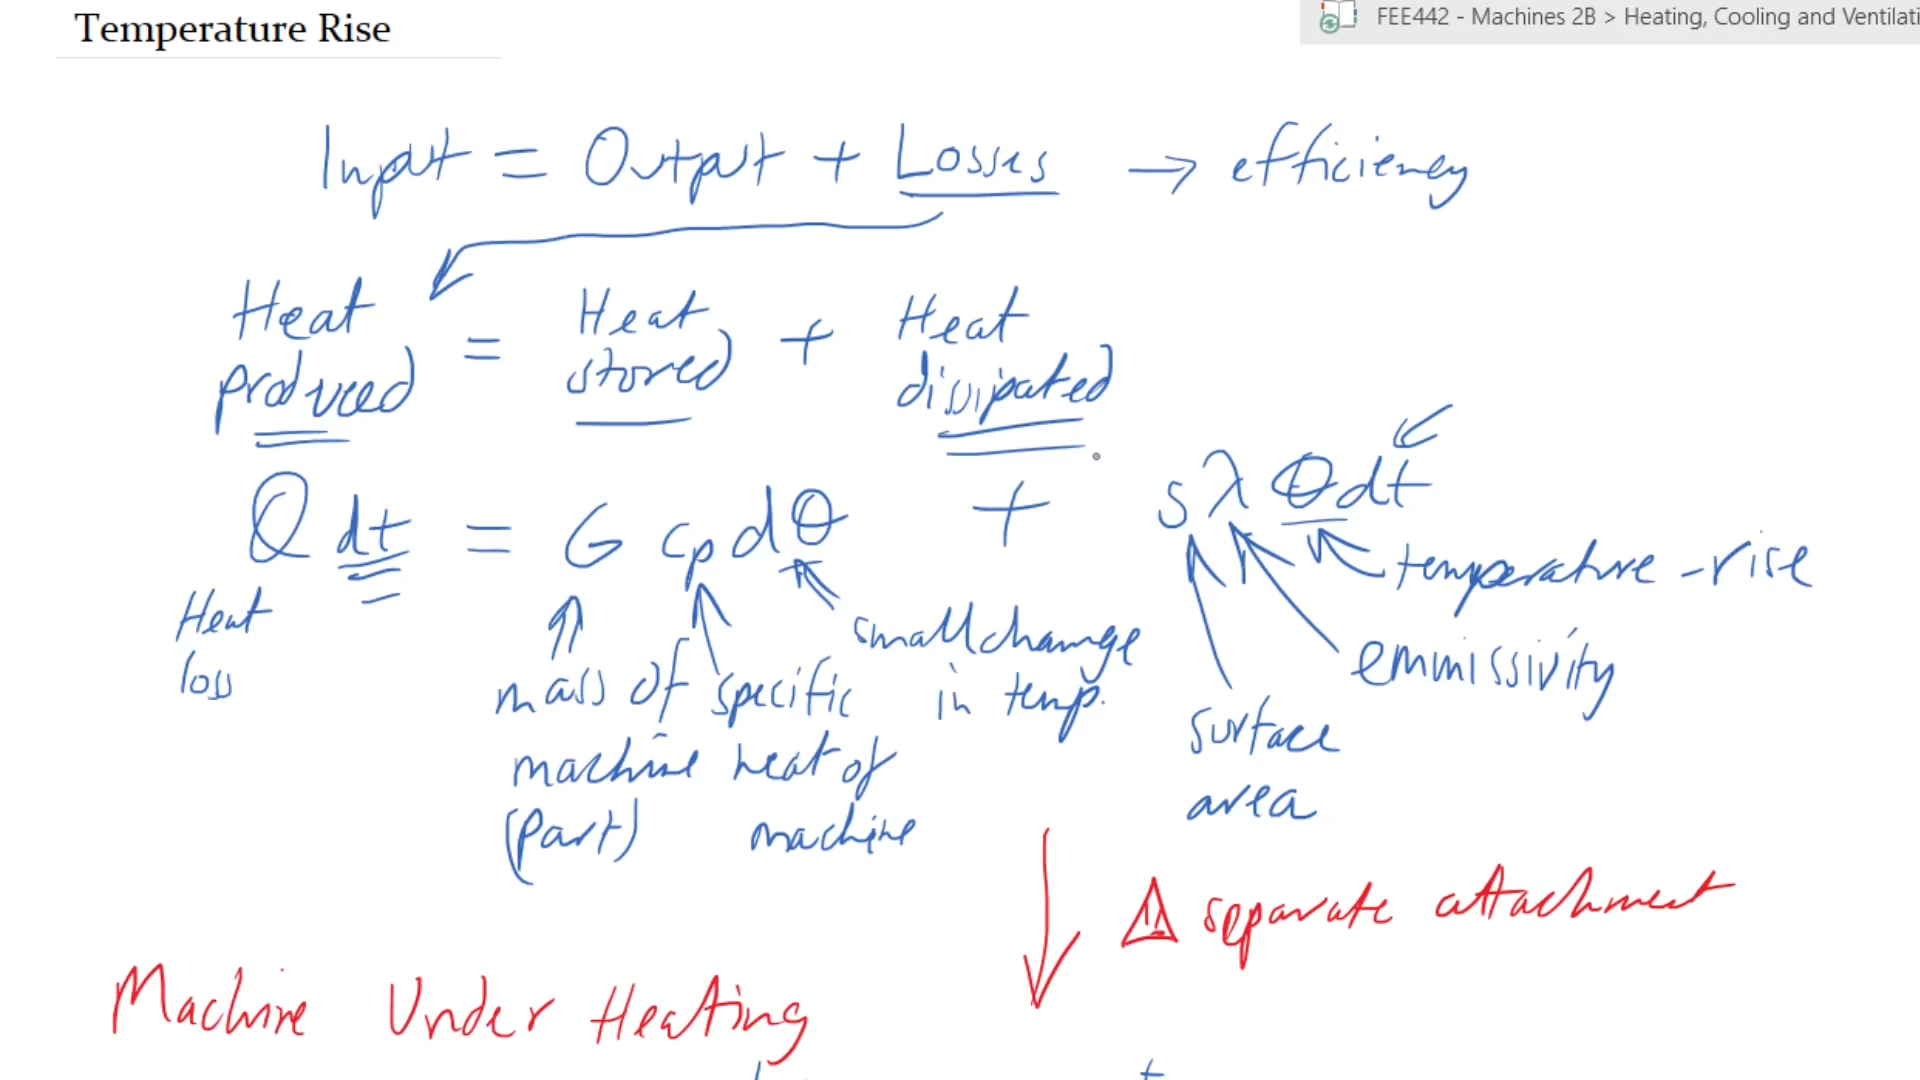 Temperature Rise
FEE442 - Machines 2B > Heating, Cooling and Ventilati
Input = Output + Losses → efficiency
Heat produced = Heat stored + Heat dissipated
Q dt = G cp dθ + sλθdt
Heat loss
mass of machine (part)
specific heat of machine
small change in temp.
surface area
emmissivity
temperature-rise
⚠ separate attachment
Machine Under Heating